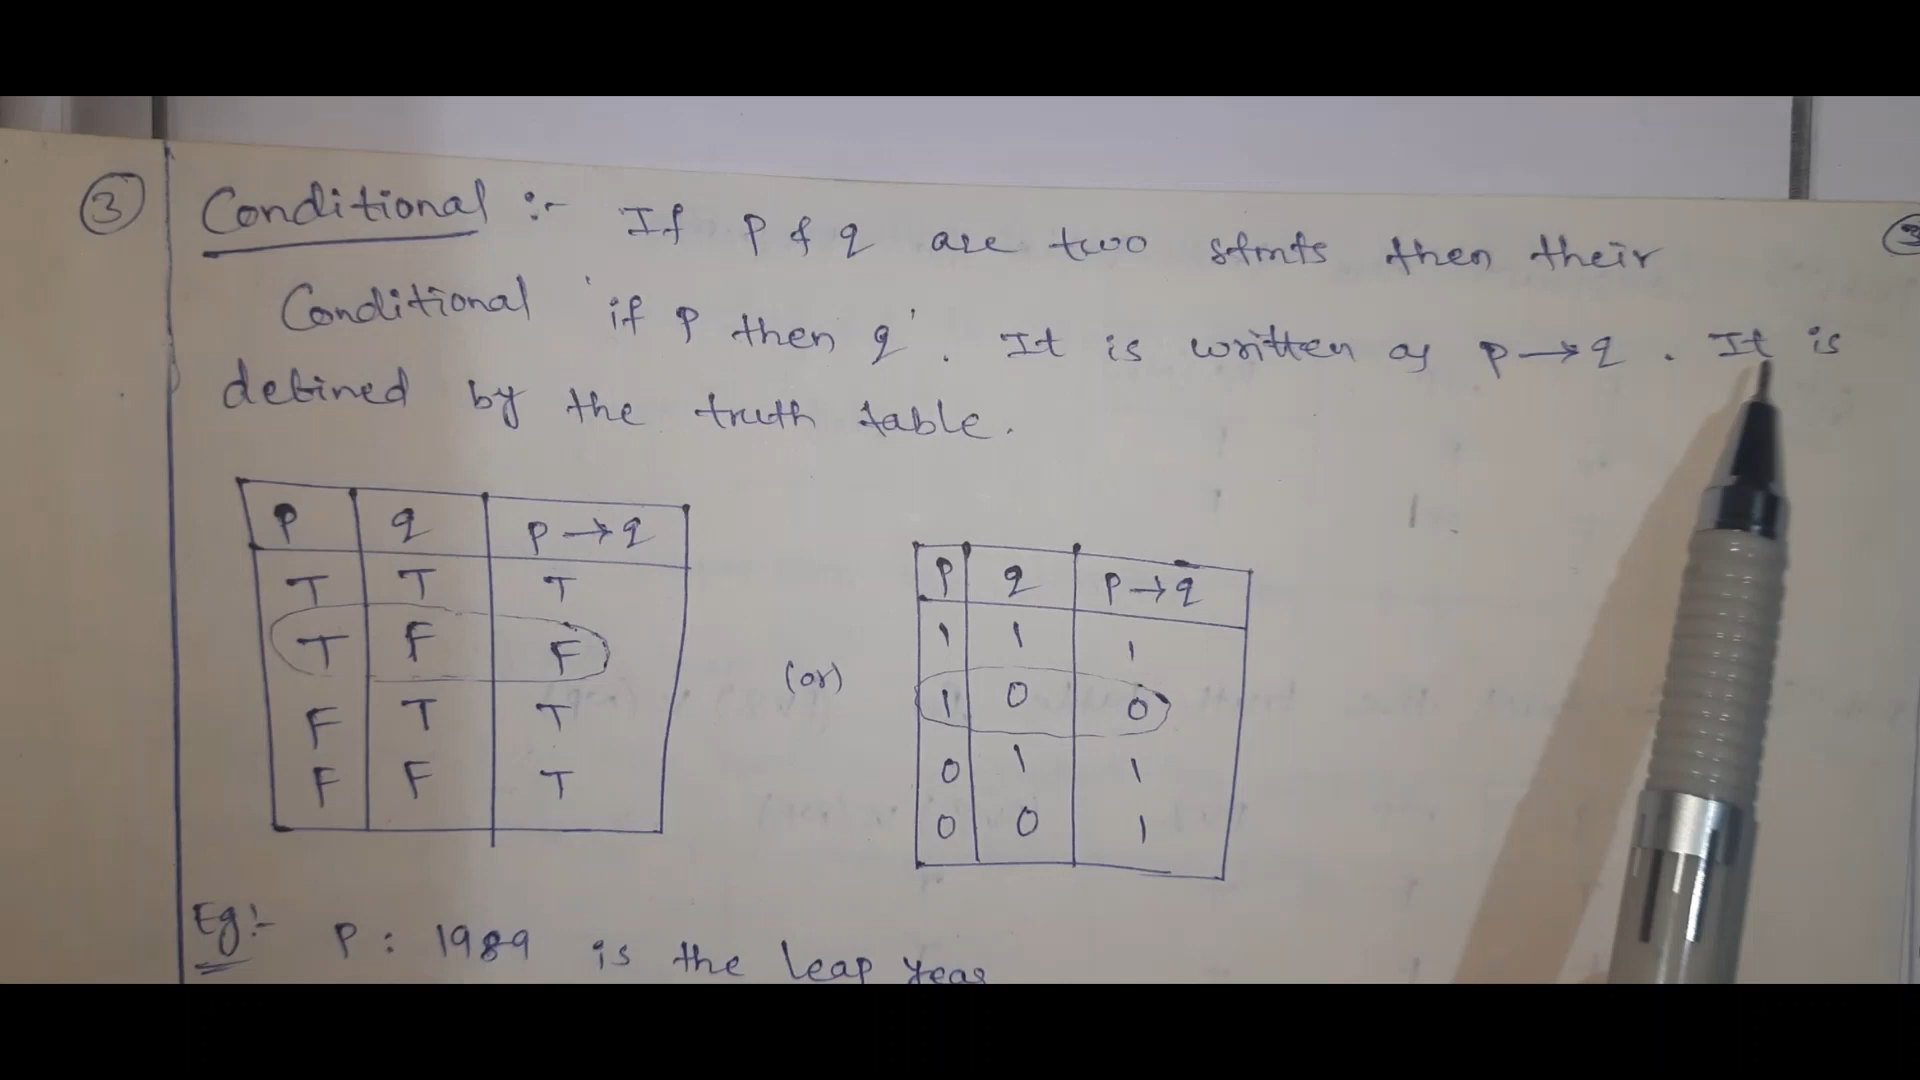 ③ Conditional :- If p & q are two stmts then their
Conditional 'if p then q'. It is written as p→q. It is
defined by the truth table.
p q p→q
T T T
T F F
F T T
F F T
(or)
p q p→q
1 1 1
1 0 0
0 1 1
0 0 1
Eg:- P: 1989 is the leap year